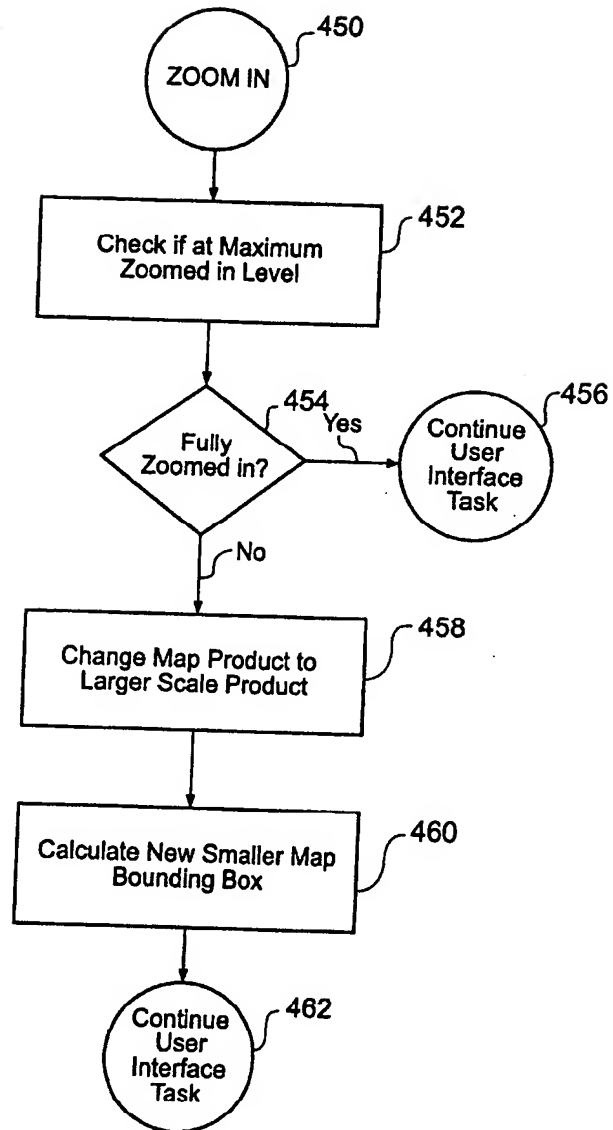 450
ZOOM IN
452
Check if at Maximum
Zoomed in Level
454
Fully
Zoomed in?
Yes
456
Continue
User
Interface
Task
No
458
Change Map Product to
Larger Scale Product
460
Calculate New Smaller Map
Bounding Box
462
Continue
User
Interface
Task